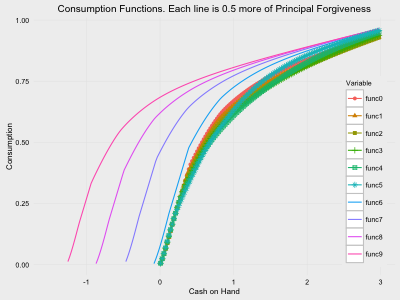 Consumption Functions. Each line is 0.5 more of Principal Forgiveness
1.00
0.75
0.50
0.25
0.00
Consumption
-1
0
1
2
3
Cash on Hand
Variable
func0
func1
func2
func3
func4
func5
func6
func7
func8
func9